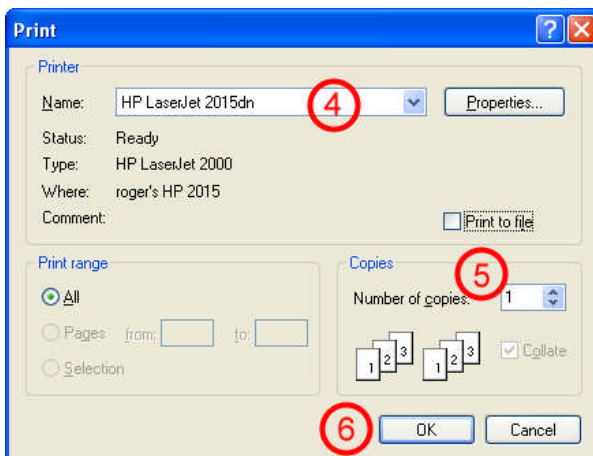 Print
Printer
Name: HP LaserJet 2015dn 4 Properties...
Status: Ready
Type: HP LaserJet 2000
Where: roger's HP 2015
Comment: Print to file
Print range
All
Pages from: to:
Selection
Copies
5
Number of copies: 1
1 2 3 1 2 3 Collate
6 OK Cancel